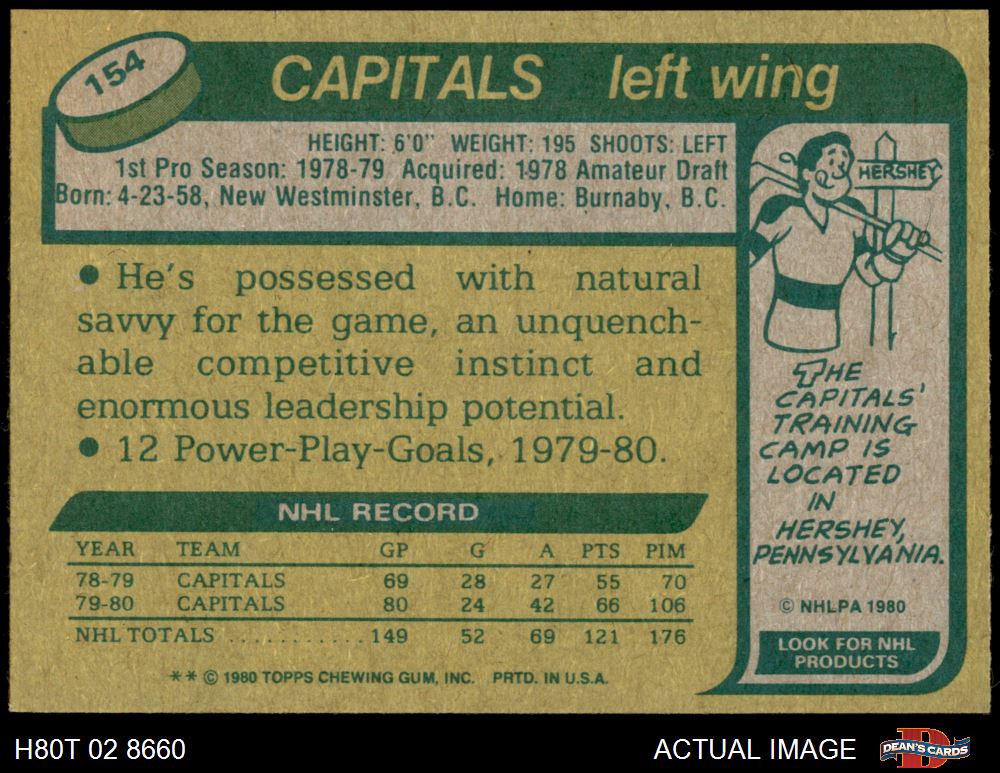 154
CAPITALS left wing
HEIGHT: 6'0" WEIGHT: 195 SHOOTS: LEFT
1st Pro Season: 1978-79 Acquired: 1978 Amateur Draft
Born: 4-23-58, New Westminster, B.C. Home: Burnaby, B.C.
• He's possessed with natural
savvy for the game, an unquench-
able competitive instinct and
enormous leadership potential.
• 12 Power-Play-Goals, 1979-80.
NHL RECORD
YEAR TEAM GP G A PTS PIM
78-79 CAPITALS 69 28 27 55 70
79-80 CAPITALS 80 24 42 66 106
NHL TOTALS ............ 149 52 69 121 176
** © 1980 TOPPS CHEWING GUM, INC. PRTD. IN U.S.A.
HERSHEY
THE
CAPITALS'
TRAINING
CAMP IS
LOCATED
IN
HERSHEY,
PENNSYLVANIA.
© NHLPA 1980
LOOK FOR NHL
PRODUCTS
H80T 02 8660
ACTUAL IMAGE
DEAN'S CARDS